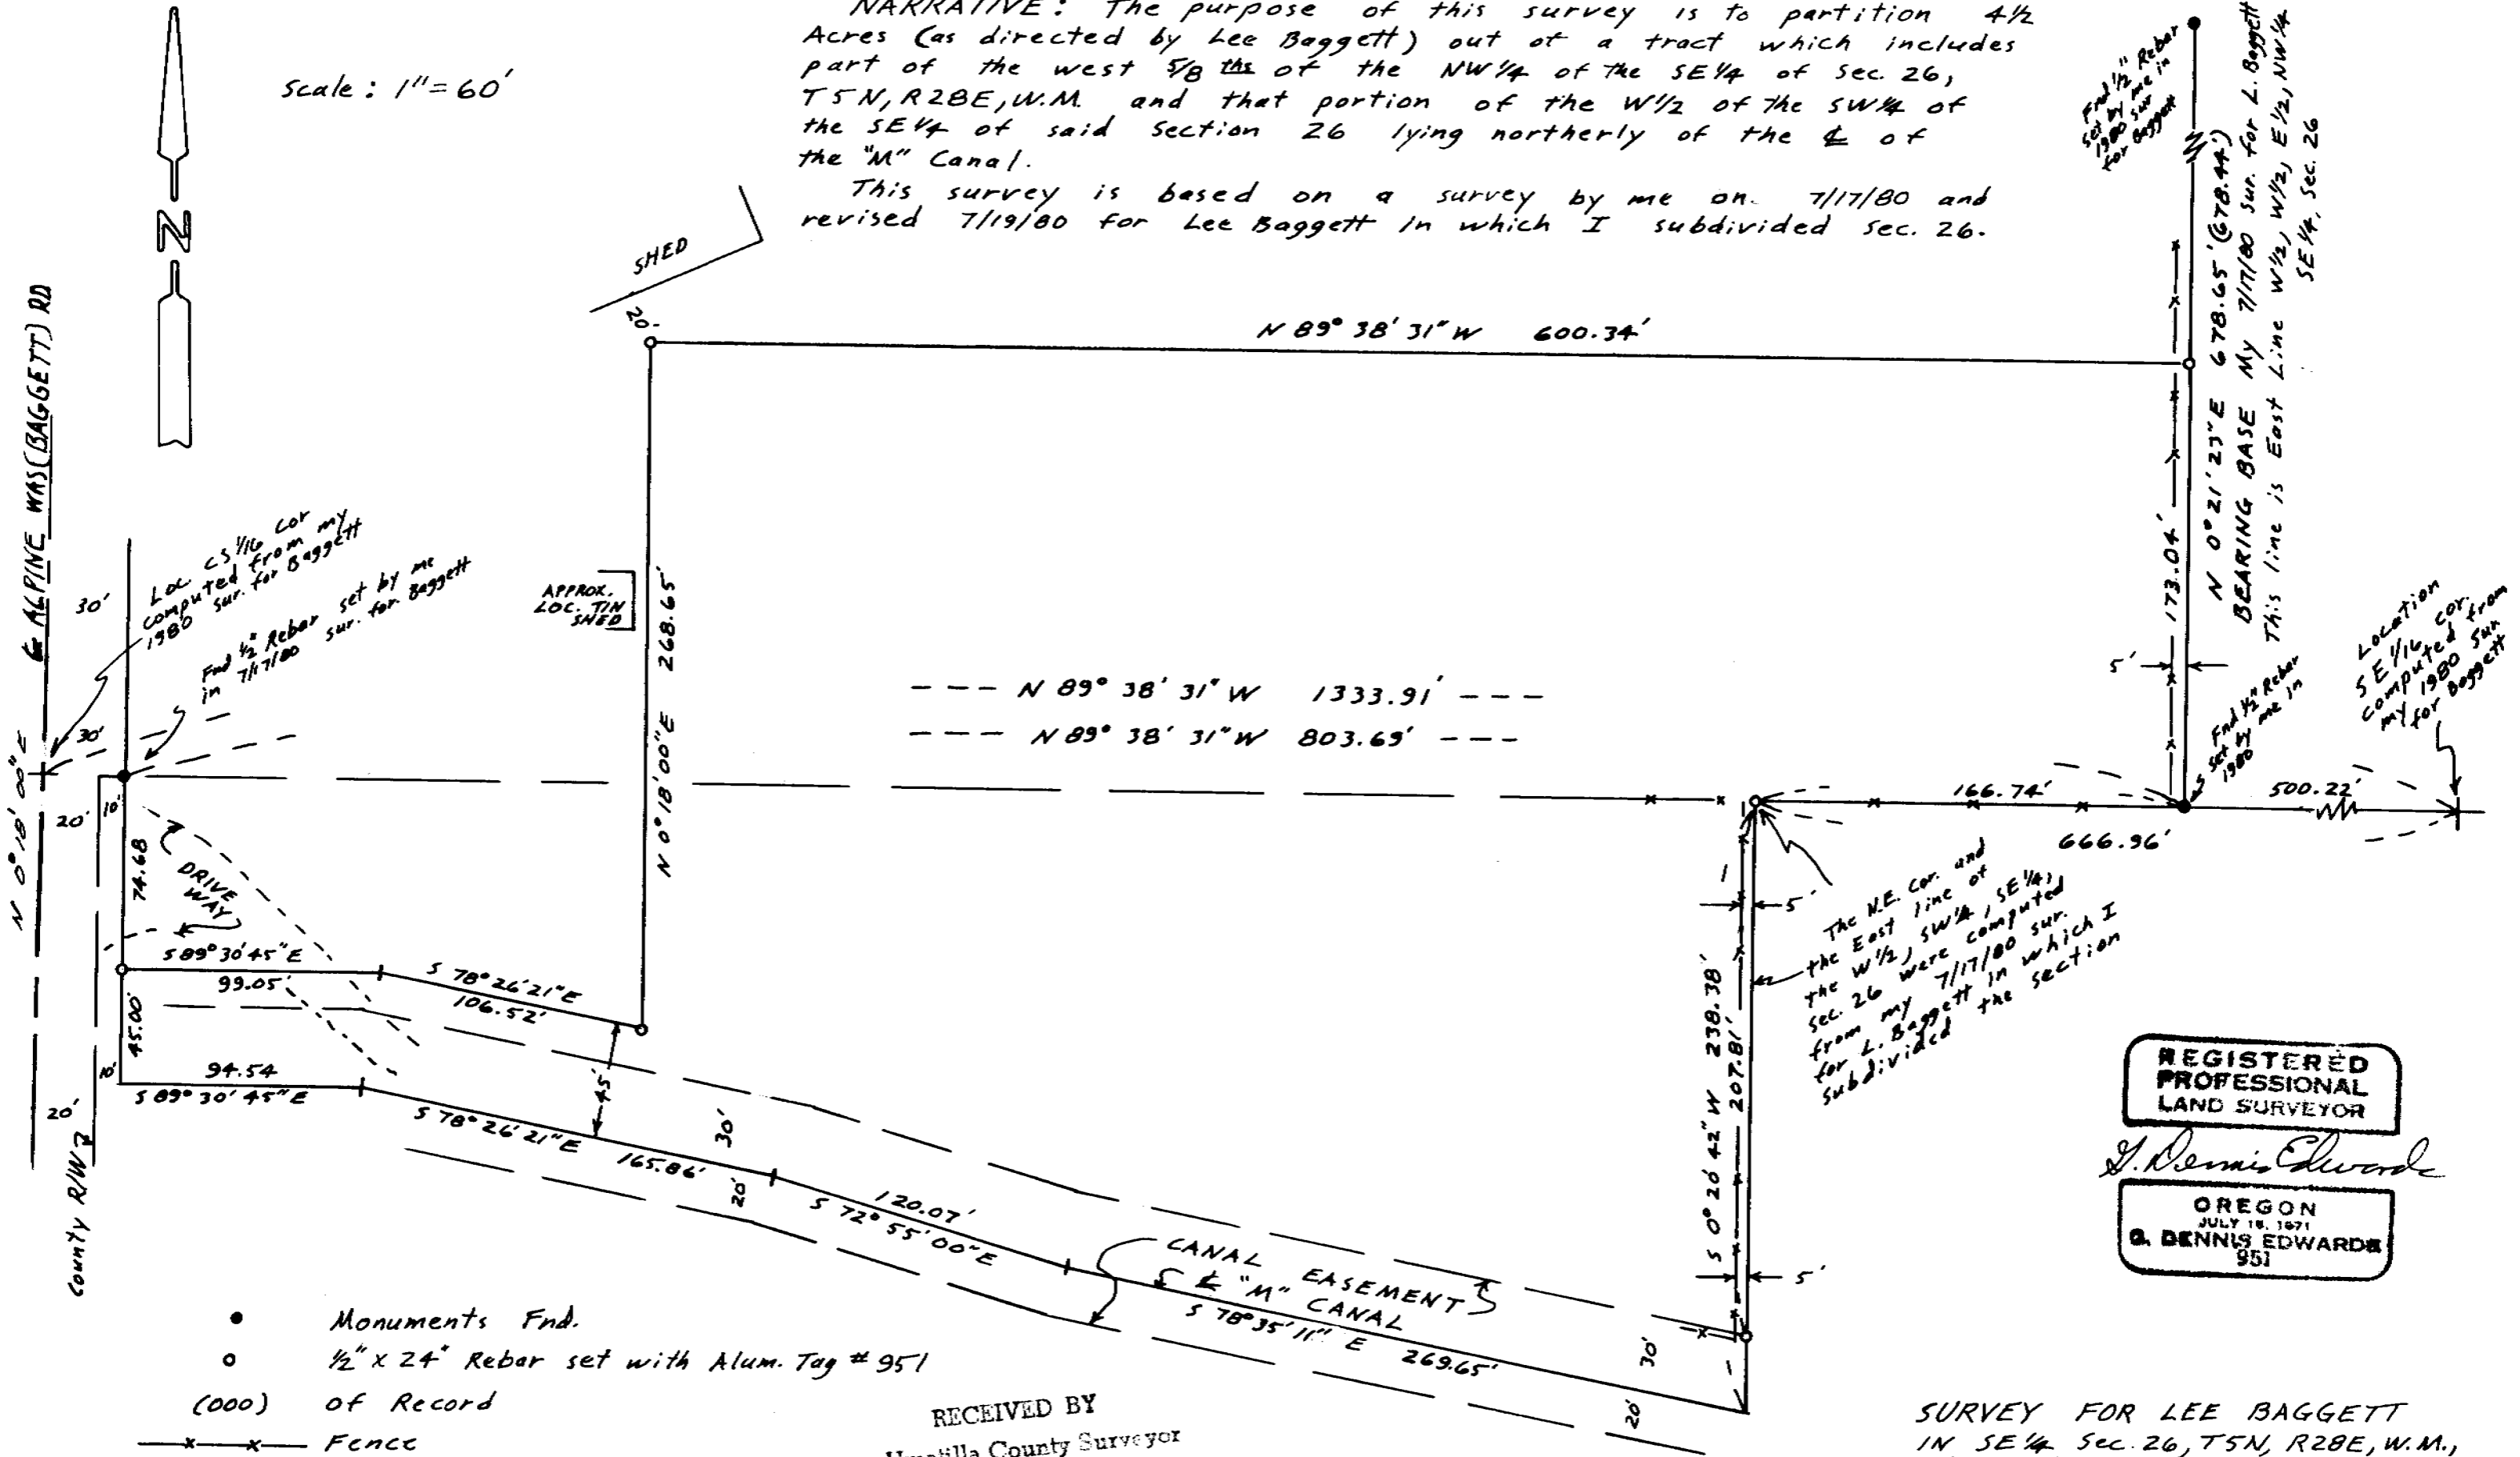 NARRATIVE: The purpose of this survey is to partition 4½
Acres (as directed by Lee Baggett) out of a tract which includes
part of the west 5/8 ths of the NW¼ of the SE¼ of Sec. 26,
T5N, R28E, W.M. and that portion of the W½ of the SW¼ of
the SE¼ of said Section 26 lying northerly of the ℄ of
the "M" Canal.
This survey is based on a survey by me on 7/17/80 and
revised 7/19/80 for Lee Baggett in which I subdivided Sec. 26.
Scale: 1"=60'
N
SHED
20'
N 89° 38' 31" W 600.34'
Fnd ½" Rebar
Set by me in
1980 sur
for Baggett
N 0° 21' 23" E 678.65' (678.44')
BEARING BASE My 7/17/80 sur. for L. Baggett
This line is East Line W½, W½, E½, NW¼
SE¼, Sec. 26
℄ ALPINE WAS (BAGGETT) RD
N 0° 18' 00" E
30'
Loc. CS 1/16 Cor
computed from my
1980 sur. for Baggett
Fnd ½" Rebar set by me
in 7/17/80 sur. for Baggett
30'
APPROX.
LOC. TIN
SHED
N 0° 18' 00" E 268.65'
173.04'
5'
N 89° 38' 31" W 1333.91'
N 89° 38' 31" W 803.69'
Fnd ½" Rebar
set by me in
1980
Location
SE 1/16 cor.
computed from
my 1980 Sur
for Baggett
166.74'
500.22'
666.96'
20'
10'
74.68
DRIVE
WAY
S 89° 30' 45" E
99.05'
S 78° 26' 21" E
106.52'
45.00'
10'
94.54
S 89° 30' 45" E
20'
County R/W
45'
S 78° 26' 21" E
165.86'
30'
20'
120.07'
S 72° 55' 00" E
CANAL EASEMENT
℄ "M" CANAL
S 78° 35' 11" E
269.65'
30'
20'
S 0° 20' 42" W 238.38'
207.81'
5'
5'
The N.E. Cor. and
the East line of
the W½, SW¼, SE¼,
Sec. 26 were computed
from my 7/17/80 sur.
for L. Baggett in which I
subdivided the section
REGISTERED
PROFESSIONAL
LAND SURVEYOR
G. Dennis Edwards
OREGON
JULY 16, 1971
G. DENNIS EDWARDS
951
Monuments Fnd.
½" x 24" Rebar set with Alum. Tag # 951
(000) of Record
x x Fence
RECEIVED BY
Umatilla County Surveyor
SURVEY FOR LEE BAGGETT
IN SE¼ Sec. 26, T5N, R28E, W.M.,